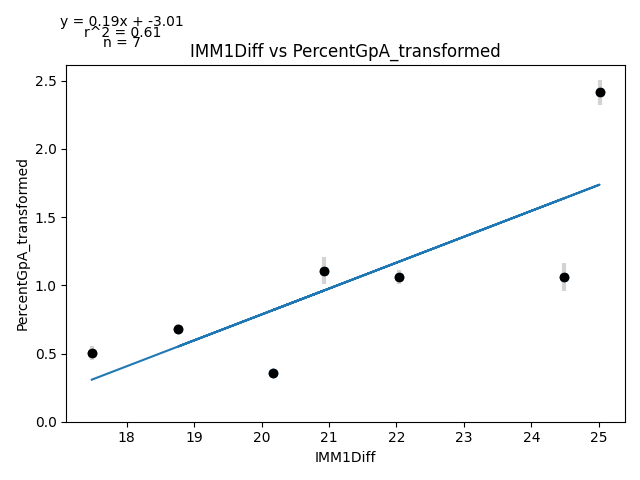 y = 0.19x + -3.01
r^2 = 0.61
n = 7
IMM1Diff vs PercentGpA_transformed
PercentGpA_transformed
2.5
2.0
1.5
1.0
0.5
0.0
18 19 20 21 22 23 24 25
IMM1Diff